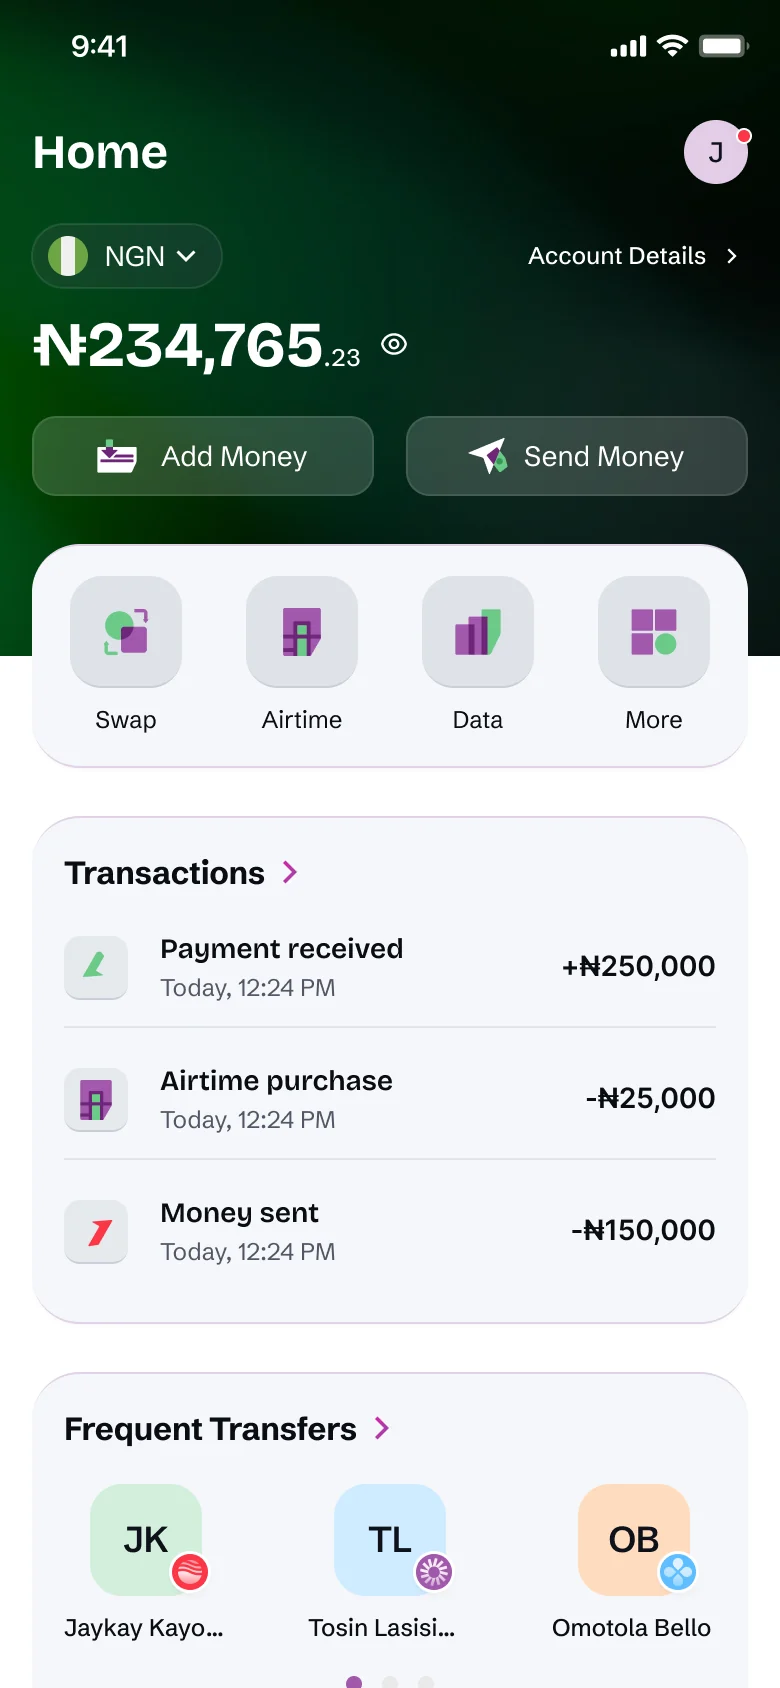 9:41
Home
J
NGN
Account Details
₦234,765.23
Add Money
Send Money
Swap
Airtime
Data
More
Transactions
Payment received
Today, 12:24 PM
+₦250,000
Airtime purchase
Today, 12:24 PM
-₦25,000
Money sent
Today, 12:24 PM
-₦150,000
Frequent Transfers
JK
TL
OB
Jaykay Kayo...
Tosin Lasisi...
Omotola Bello